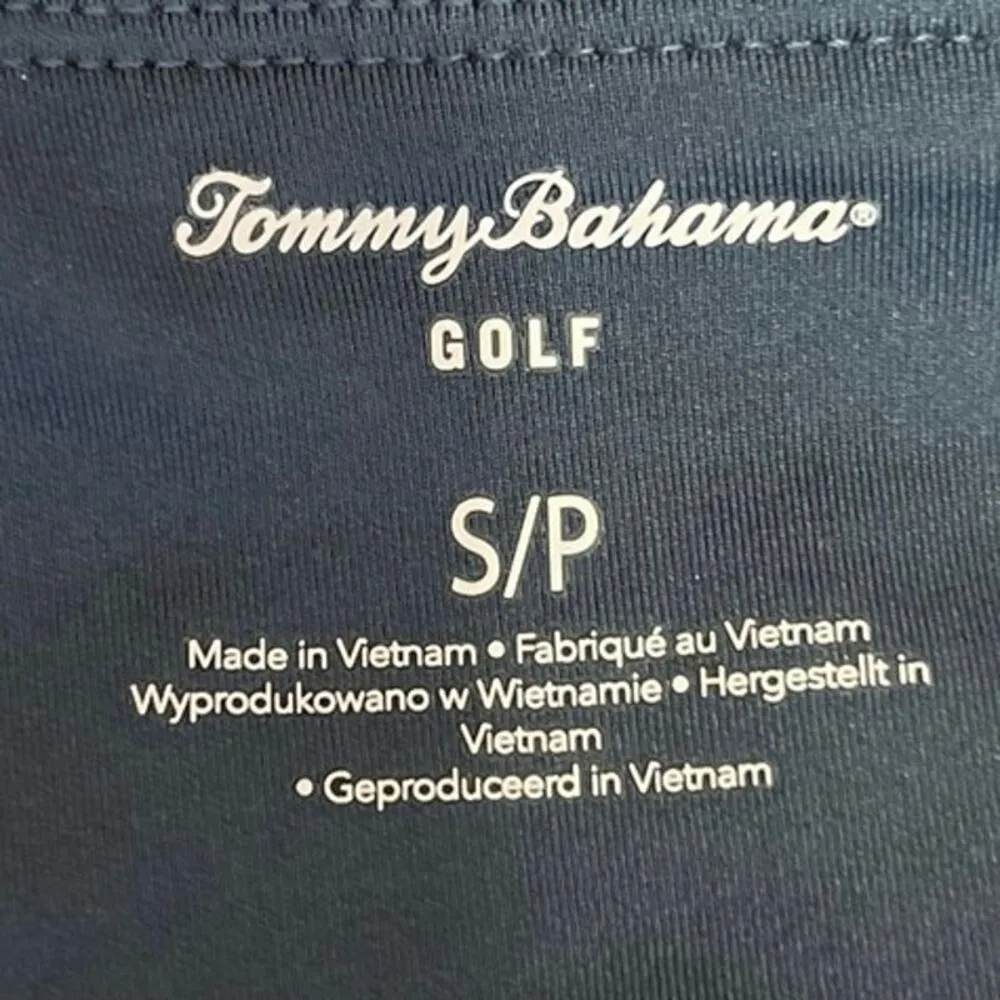 Tommy Bahama®
GOLF
S/P
Made in Vietnam • Fabriqué au Vietnam
Wyprodukowano w Wietnamie • Hergestellt in
Vietnam
• Geproduceerd in Vietnam